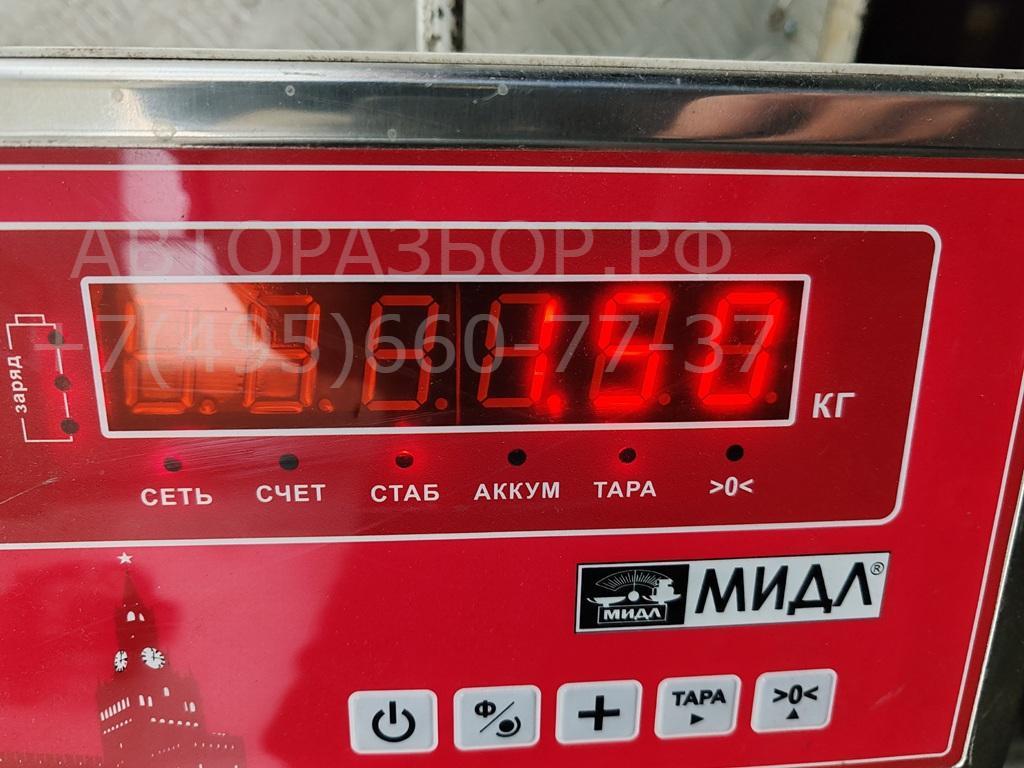 АВТОРАЗБОР.РФ
+7(495)660-77-37
заряд
1.50
КГ
СЕТЬ СЧЕТ СТАБ АККУМ ТАРА >0<
МИДЛ МИДЛ®
Ф + ТАРА >0<